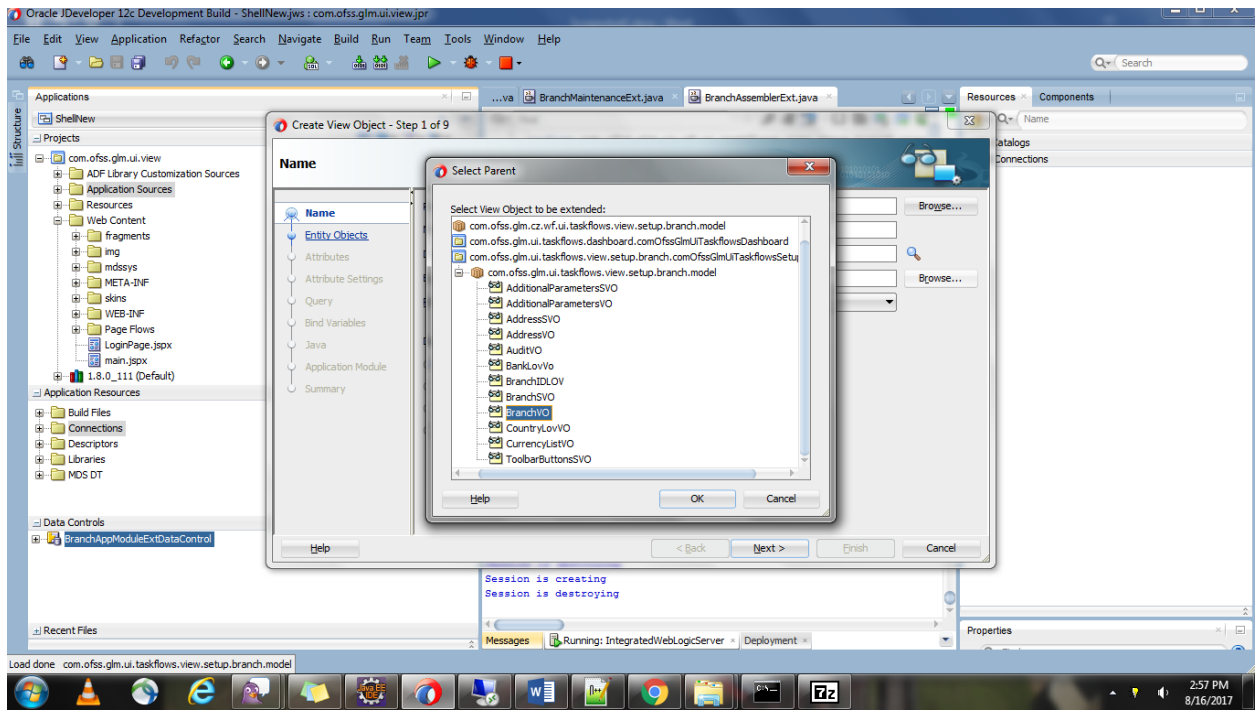 Oracle JDeveloper 12c Development Build - ShellNew.jws : com.ofss.glm.ui.view.jpr
File Edit View Application Refactor Search Navigate Build Run Team Tools Window Help
Search
Applications
...va BranchMaintenanceExt.java BranchAssemblerExt.java
Resources Components
Structure
ShellNew
Name
Projects
Catalogs
Connections
com.ofss.glm.ui.view
ADF Library Customization Sources
Application Sources
Resources
Web Content
fragments
img
mdssys
META-INF
skins
WEB-INF
Page Flows
LoginPage.jspx
main.jspx
1.8.0_111 (Default)
Application Resources
Build Files
Connections
Descriptors
Libraries
MDS DT
Data Controls
BranchAppModuleExtDataControl
Recent Files
Create View Object - Step 1 of 9
Name
Name
Entity Objects
Attributes
Attribute Settings
Query
Bind Variables
Java
Application Module
Summary
Browse...
Browse...
Help
< Back Next > Finish Cancel
Select Parent
Select View Object to be extended:
com.ofss.glm.cz.wf.ui.taskflows.view.setup.branch.model
com.ofss.glm.ui.taskflows.dashboard.comOfssGlmUiTaskflowsDashboard
com.ofss.glm.ui.taskflows.view.setup.branch.comOfssGlmUiTaskflowsSetu
com.ofss.glm.ui.taskflows.view.setup.branch.model
AdditionalParametersSVO
AdditionalParametersVO
AddressSVO
AddressVO
AuditVO
BankLovVo
BranchIDLOV
BranchSVO
BranchVO
CountryLovVO
CurrencyListVO
ToolbarButtonsSVO
Help OK Cancel
Session is creating
Session is destroying
Messages Running: IntegratedWebLogicServer Deployment
Properties
Load done com.ofss.glm.ui.taskflows.view.setup.branch.model
2:57 PM
8/16/2017